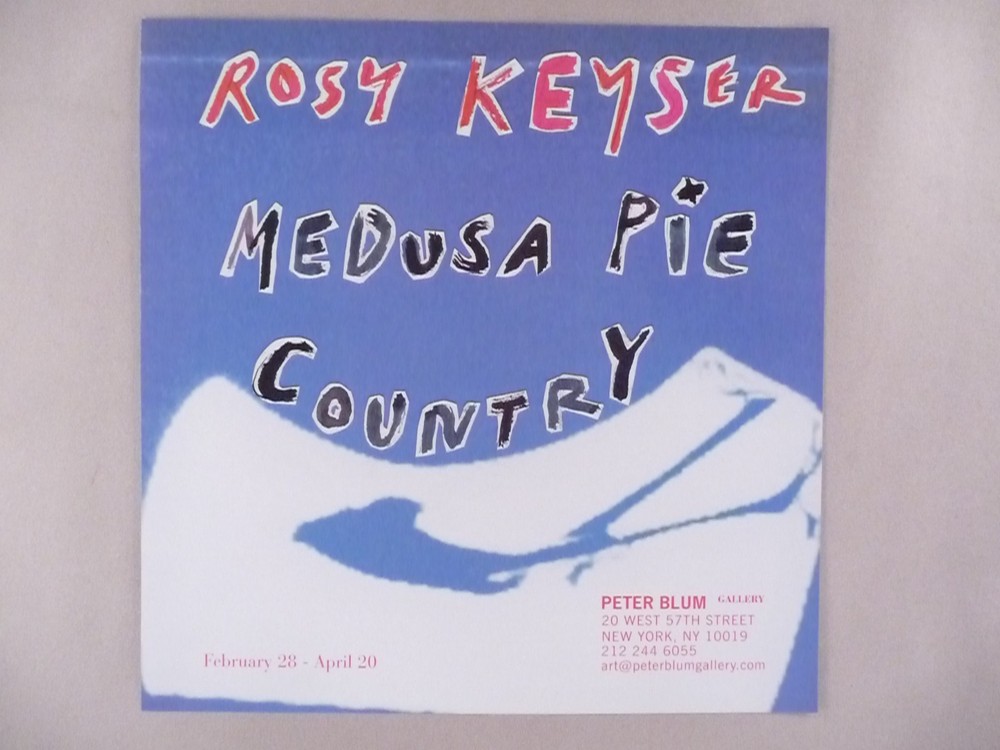 ROSY KEYSER
MEDUSA PiE
COUNTRY
PETER BLUM GALLERY
20 WEST 57TH STREET
NEW YORK, NY 10019
212 244 6055
art@peterblumgallery.com
February 28 - April 20